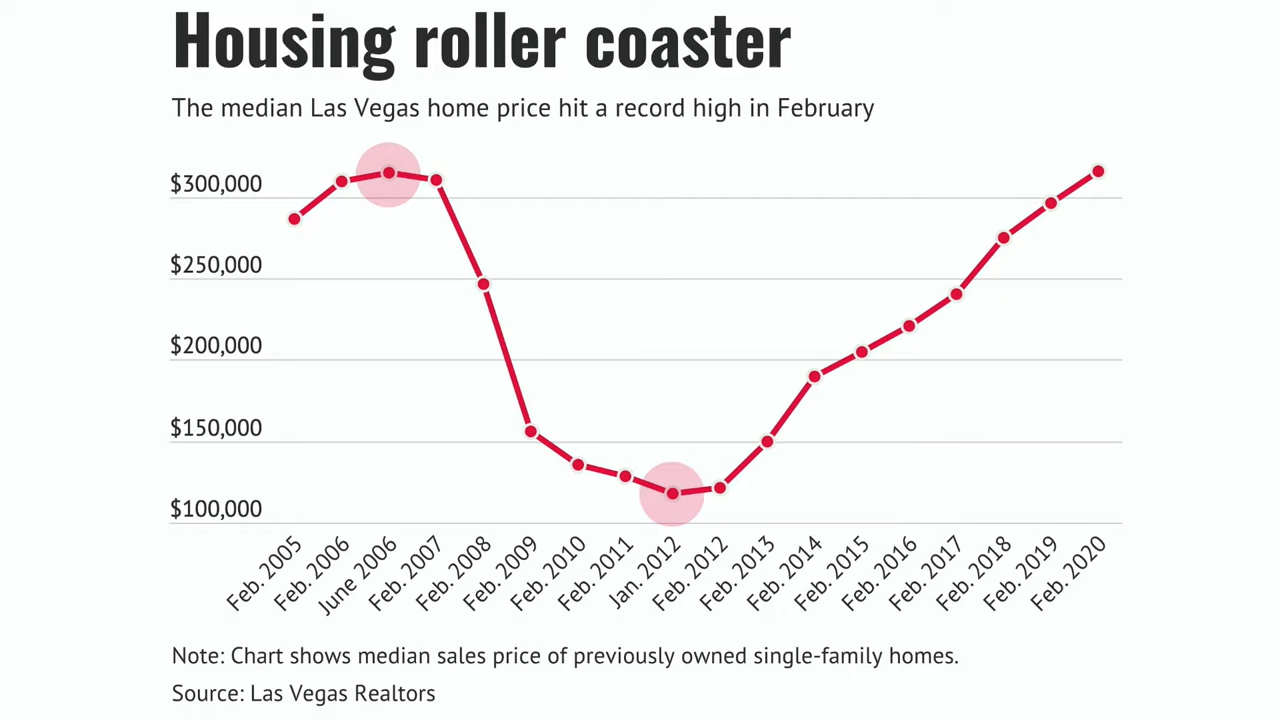 Housing roller coaster
The median Las Vegas home price hit a record high in February
$300,000
$250,000
$200,000
$150,000
$100,000
Feb. 2005
Feb. 2006
June 2006
Feb. 2007
Feb. 2008
Feb. 2009
Feb. 2010
Feb. 2011
Jan. 2012
Feb. 2012
Feb. 2013
Feb. 2014
Feb. 2015
Feb. 2016
Feb. 2017
Feb. 2018
Feb. 2019
Feb. 2020
Note: Chart shows median sales price of previously owned single-family homes.
Source: Las Vegas Realtors